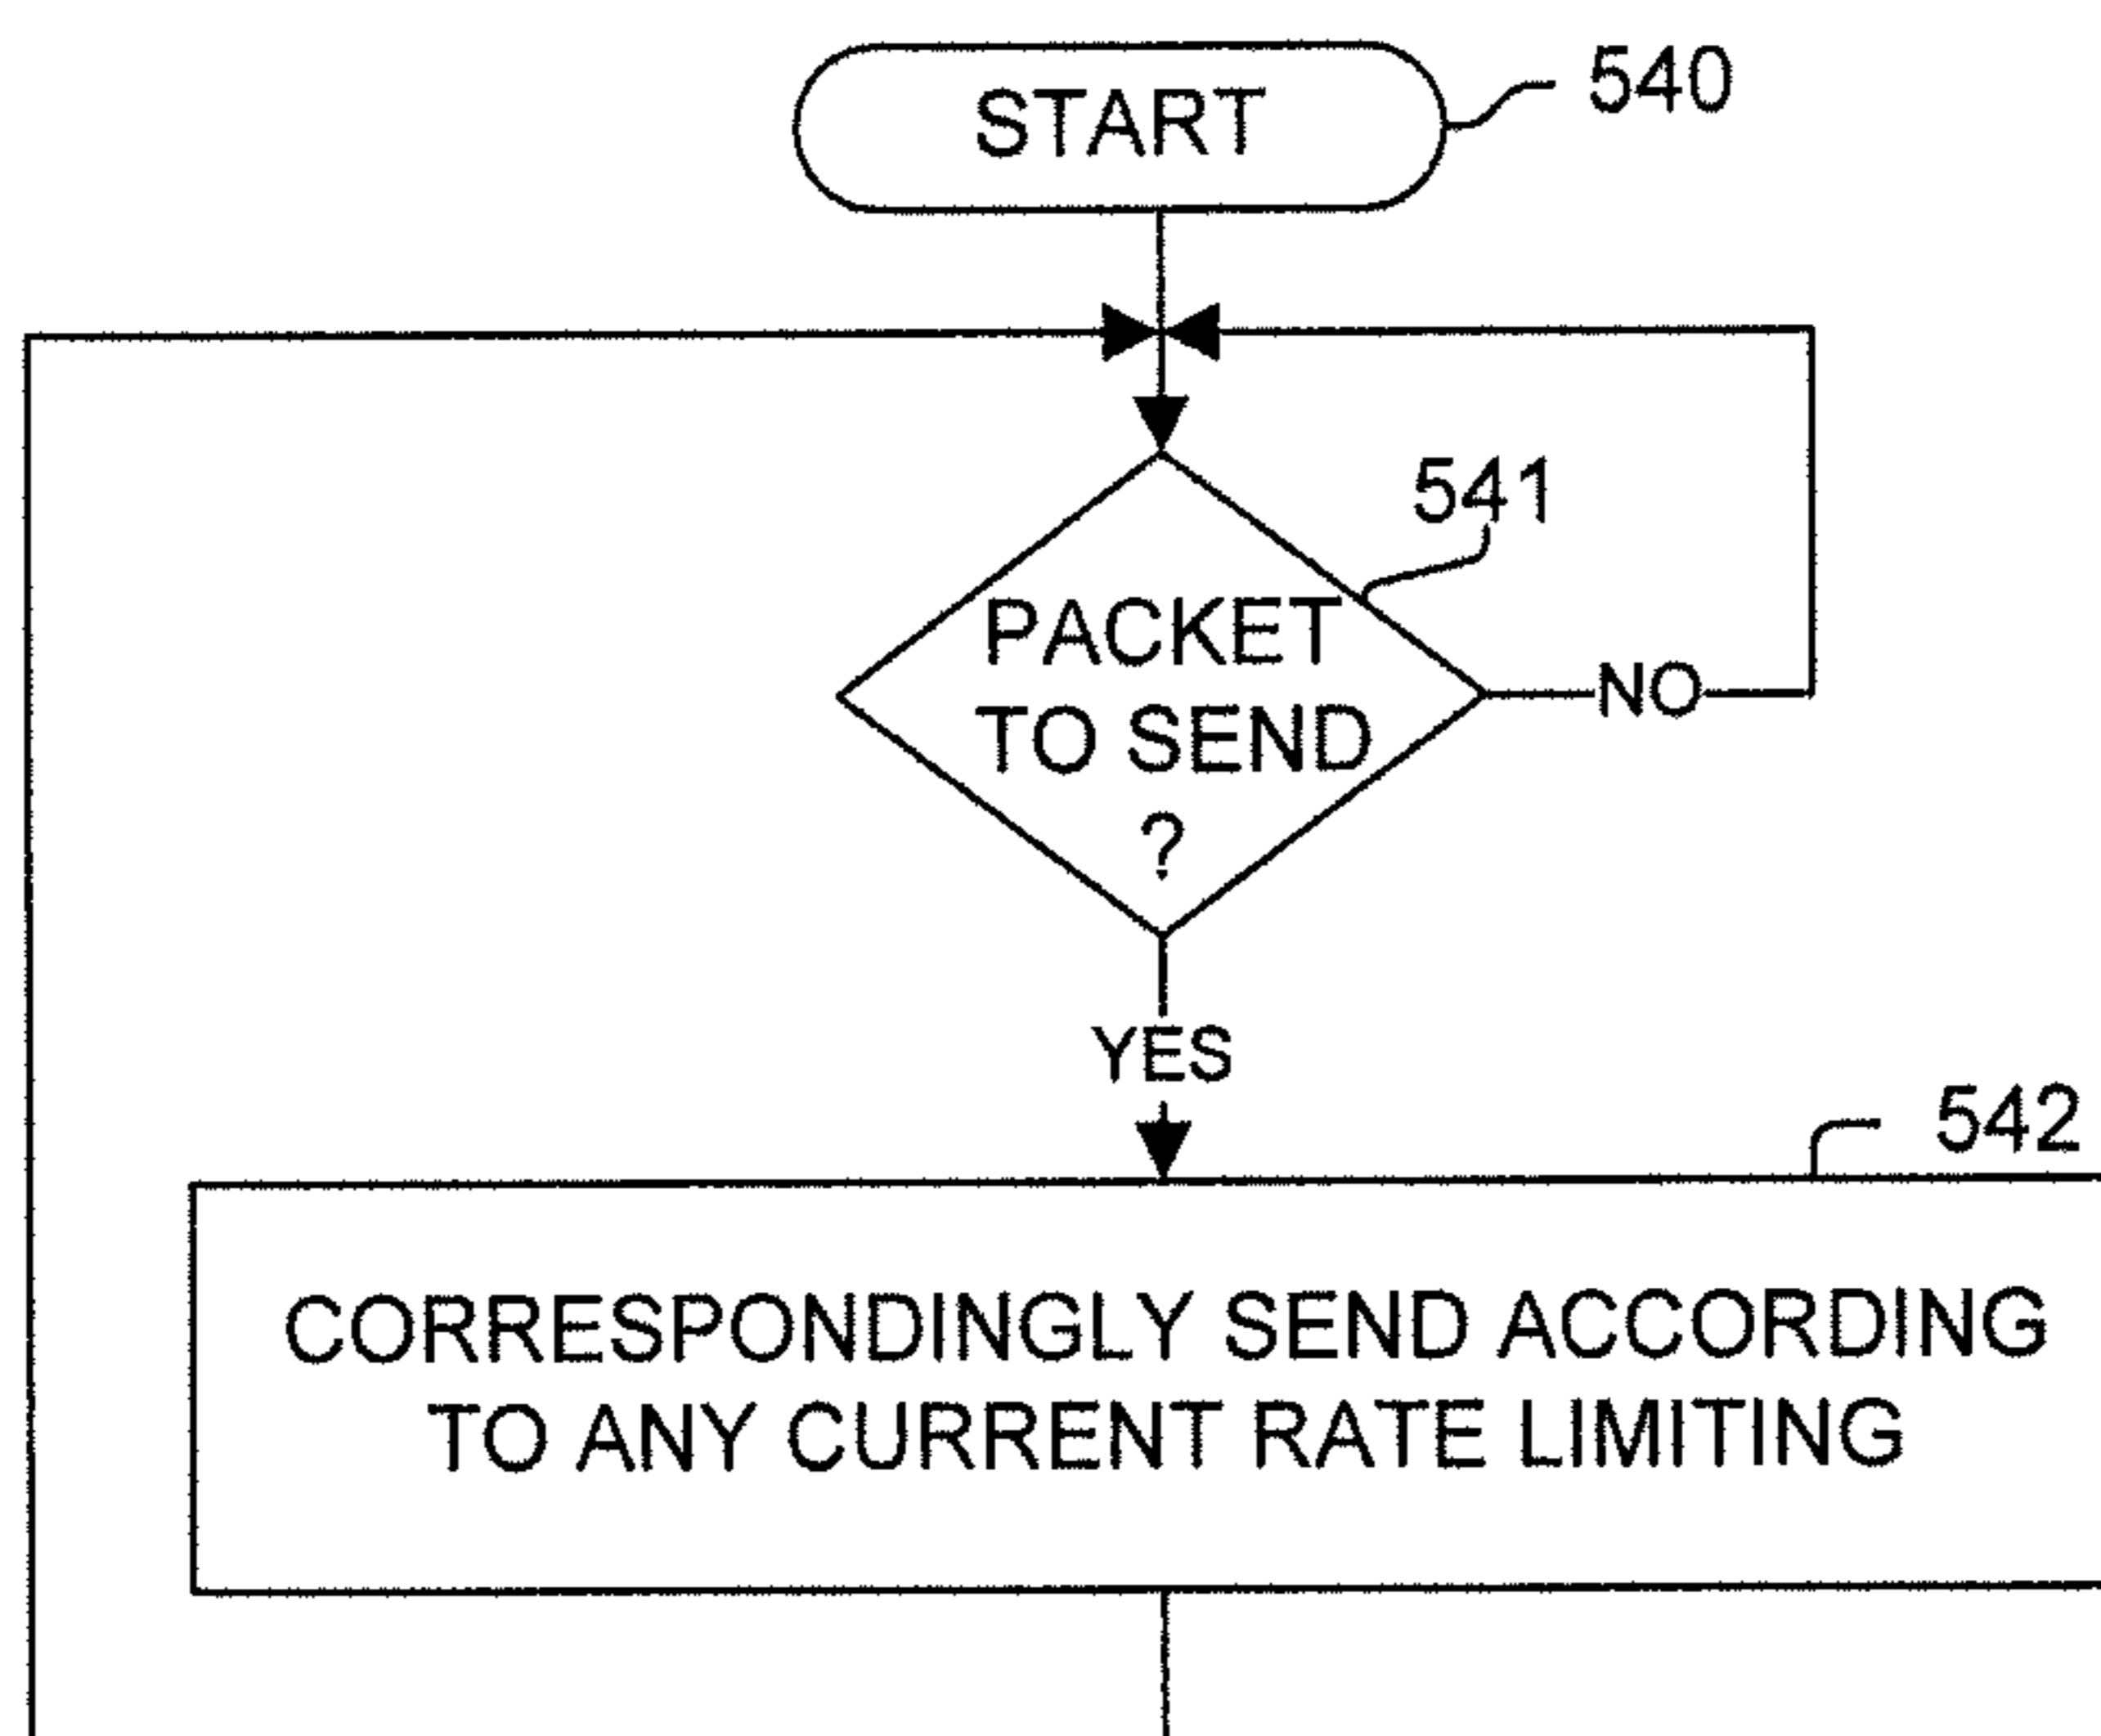 START
540
541
PACKET
TO SEND
?
NO
YES
542
CORRESPONDINGLY SEND ACCORDING
TO ANY CURRENT RATE LIMITING